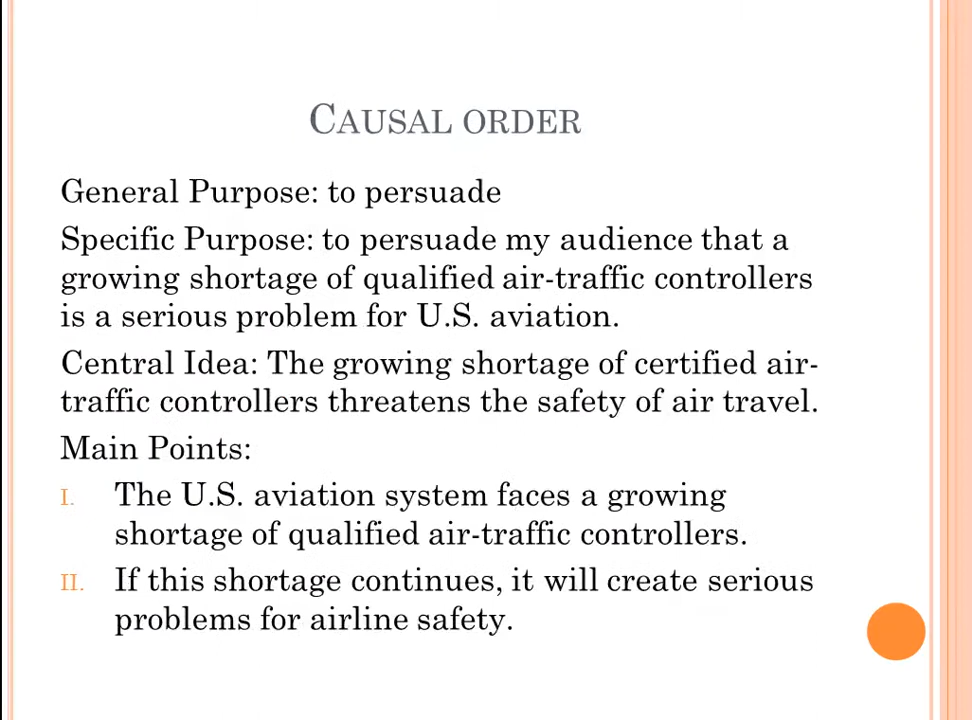 CAUSAL ORDER
General Purpose: to persuade
Specific Purpose: to persuade my audience that a
growing shortage of qualified air-traffic controllers
is a serious problem for U.S. aviation.
Central Idea: The growing shortage of certified air-
traffic controllers threatens the safety of air travel.
Main Points:
I. The U.S. aviation system faces a growing
shortage of qualified air-traffic controllers.
II. If this shortage continues, it will create serious
problems for airline safety.